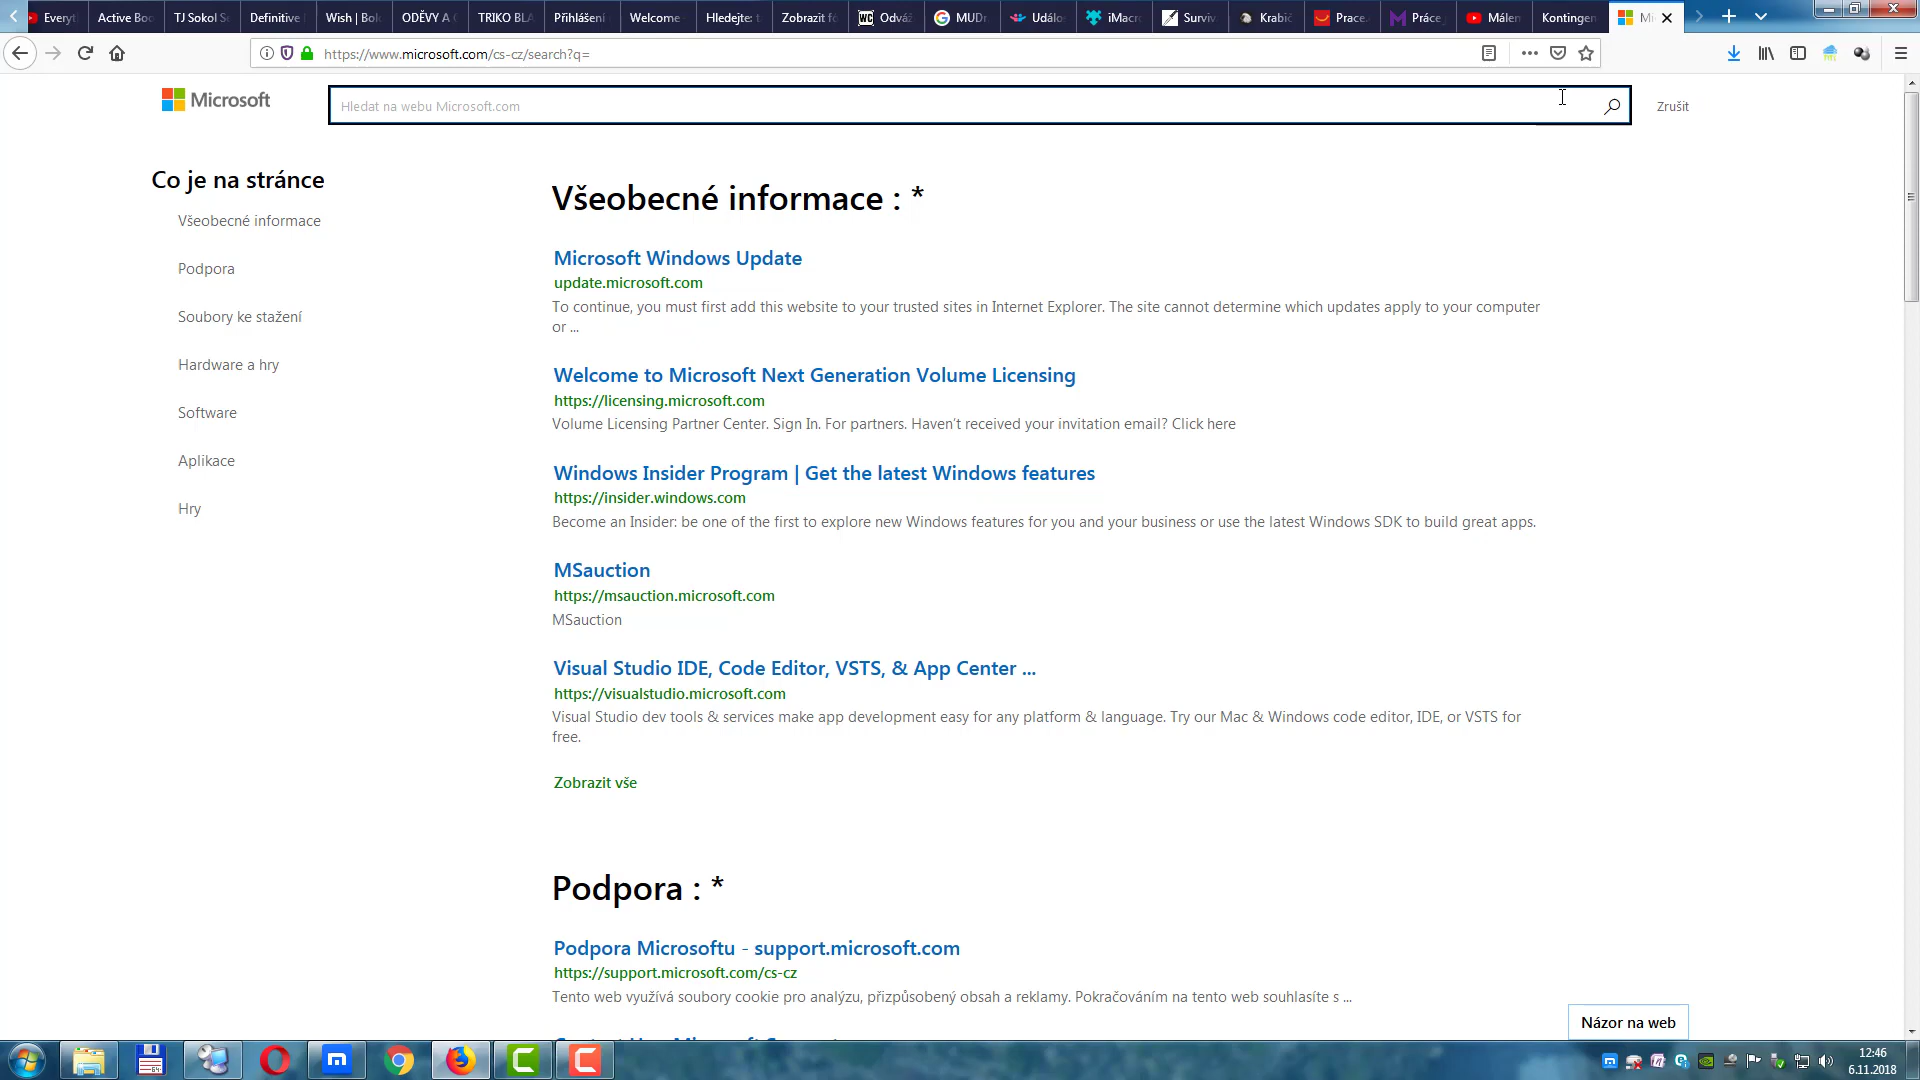 Everyt
Active Boo
TJ Sokol Se
Definitive
Wish | Bok
ODĚVY A
TRIKO BLA
Přihlášení
Welcome
Hledejte:
Zobrazit fo
Odváž
MUDr
Událo
iMacro
Surviv
Krabič
Prace.
Práce
Málen
Kontingen
Mi
https://www.microsoft.com/cs-cz/search?q=
Microsoft
Hledat na webu Microsoft.com
Zrušit
Co je na stránce
Všeobecné informace
Podpora
Soubory ke stažení
Hardware a hry
Software
Aplikace
Hry
Všeobecné informace : *
Microsoft Windows Update
update.microsoft.com
To continue, you must first add this website to your trusted sites in Internet Explorer. The site cannot determine which updates apply to your computer
or ...
Welcome to Microsoft Next Generation Volume Licensing
https://licensing.microsoft.com
Volume Licensing Partner Center. Sign In. For partners. Haven't received your invitation email? Click here
Windows Insider Program | Get the latest Windows features
https://insider.windows.com
Become an Insider: be one of the first to explore new Windows features for you and your business or use the latest Windows SDK to build great apps.
MSauction
https://msauction.microsoft.com
MSauction
Visual Studio IDE, Code Editor, VSTS, & App Center ...
https://visualstudio.microsoft.com
Visual Studio dev tools & services make app development easy for any platform & language. Try our Mac & Windows code editor, IDE, or VSTS for
free.
Zobrazit vše
Podpora : *
Podpora Microsoftu - support.microsoft.com
https://support.microsoft.com/cs-cz
Tento web využívá soubory cookie pro analýzu, přizpůsobený obsah a reklamy. Pokračováním na tento web souhlasíte s ...
Názor na web
12:46
6.11.2018